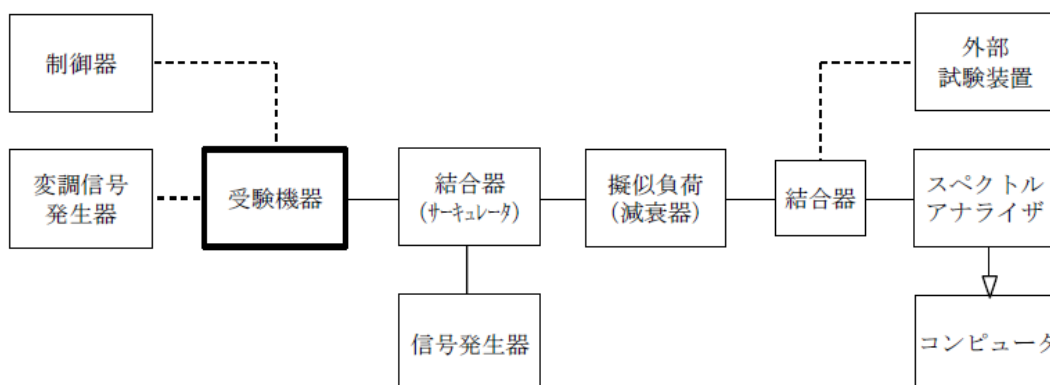 制御器
外部
試験装置
変調信号
発生器
受験機器
結合器
(ｻｰｷｭﾚｰﾀ)
擬似負荷
(減衰器)
結合器
スペクトル
アナライザ
信号発生器
コンピュータ